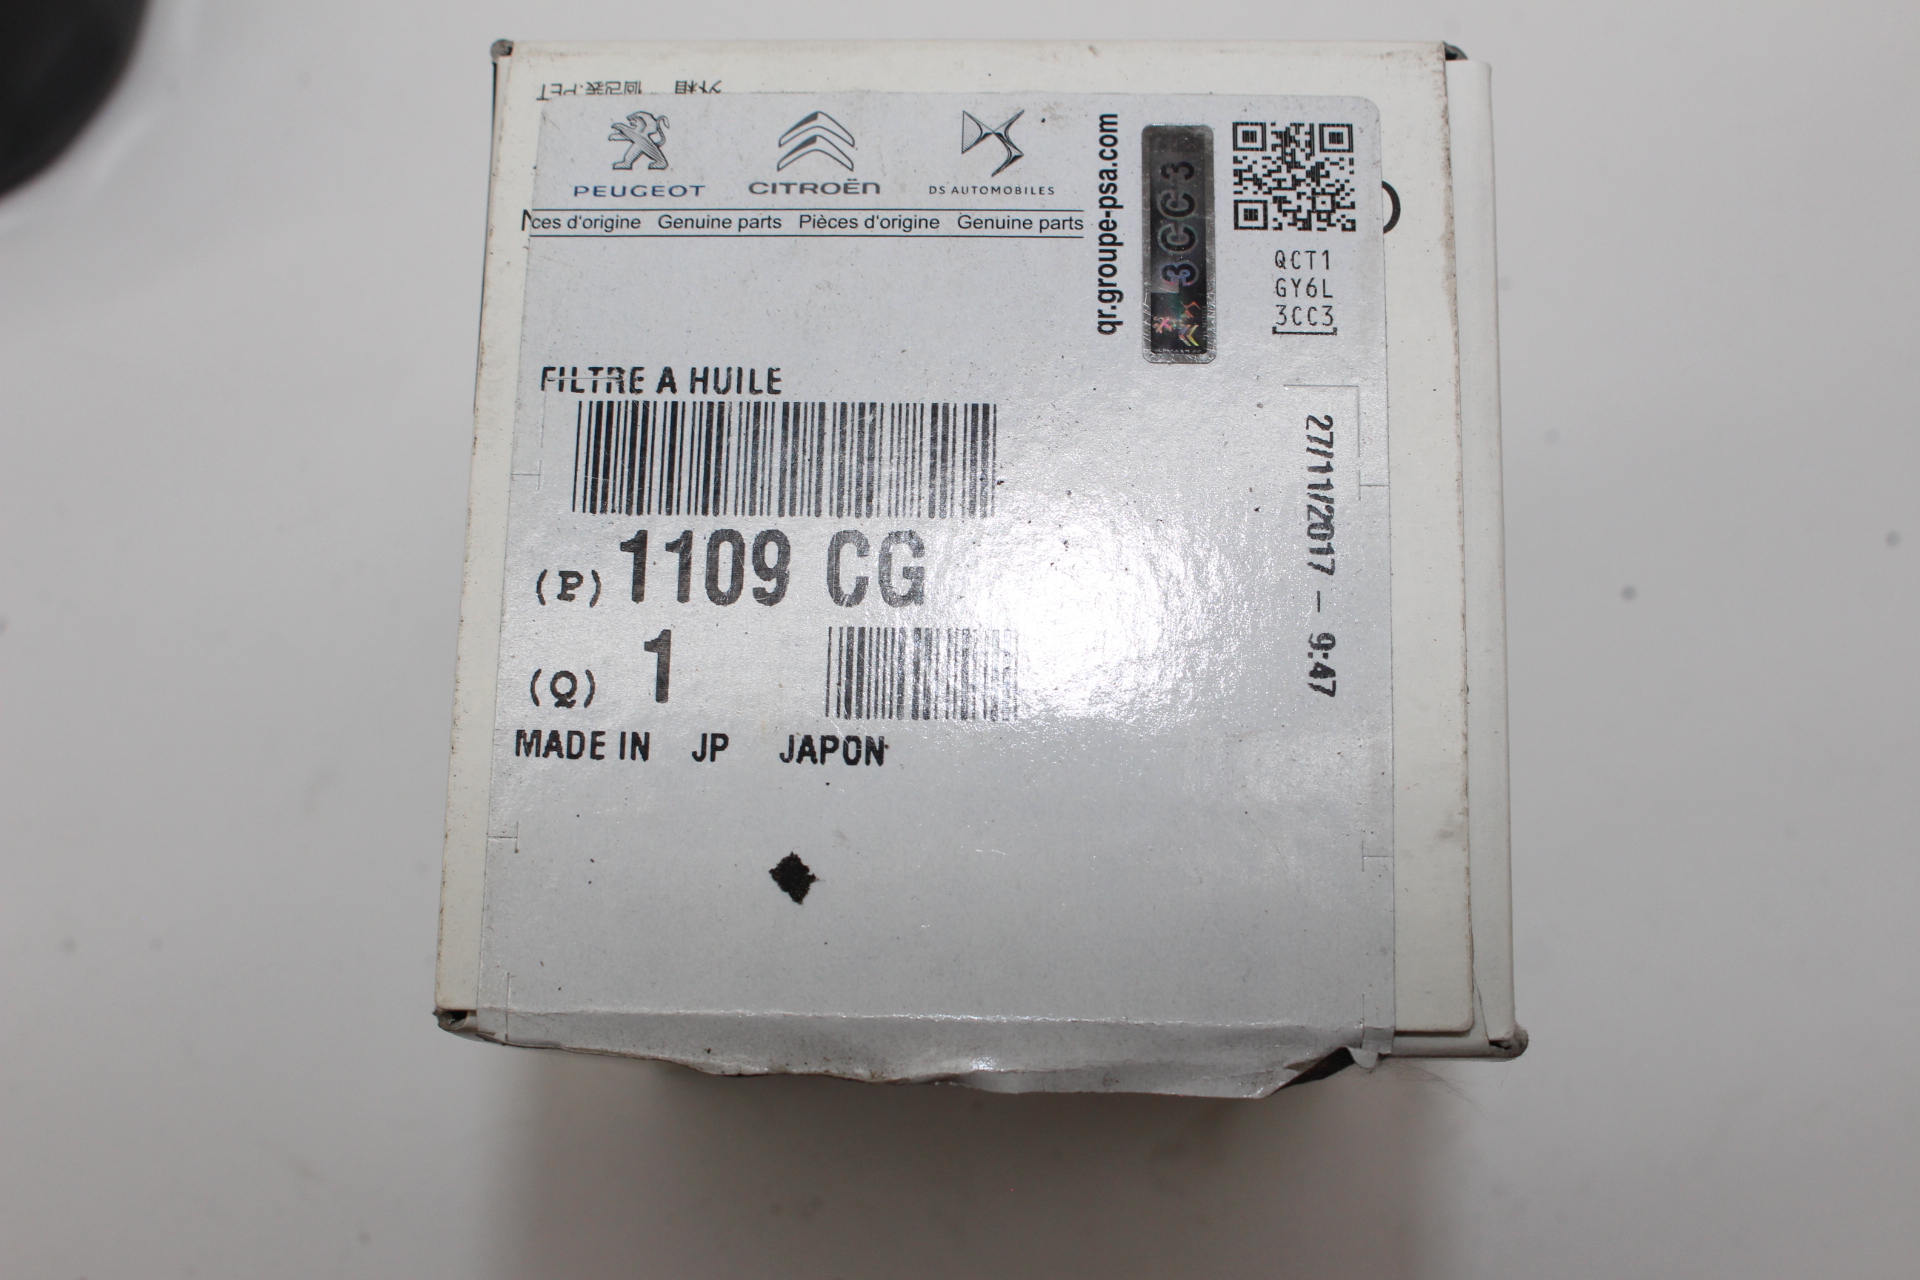 PEUGEOT CITROËN DS AUTOMOBILES
ces d'origine Genuine parts Pièces d'origine Genuine parts
qr.groupe-psa.com
3CC3
QCT1
GY6L
3CC3
FILTRE A HUILE
27/11/2017 - 9:47
(P) 1109 CG
(Q) 1
MADE IN JP JAPON